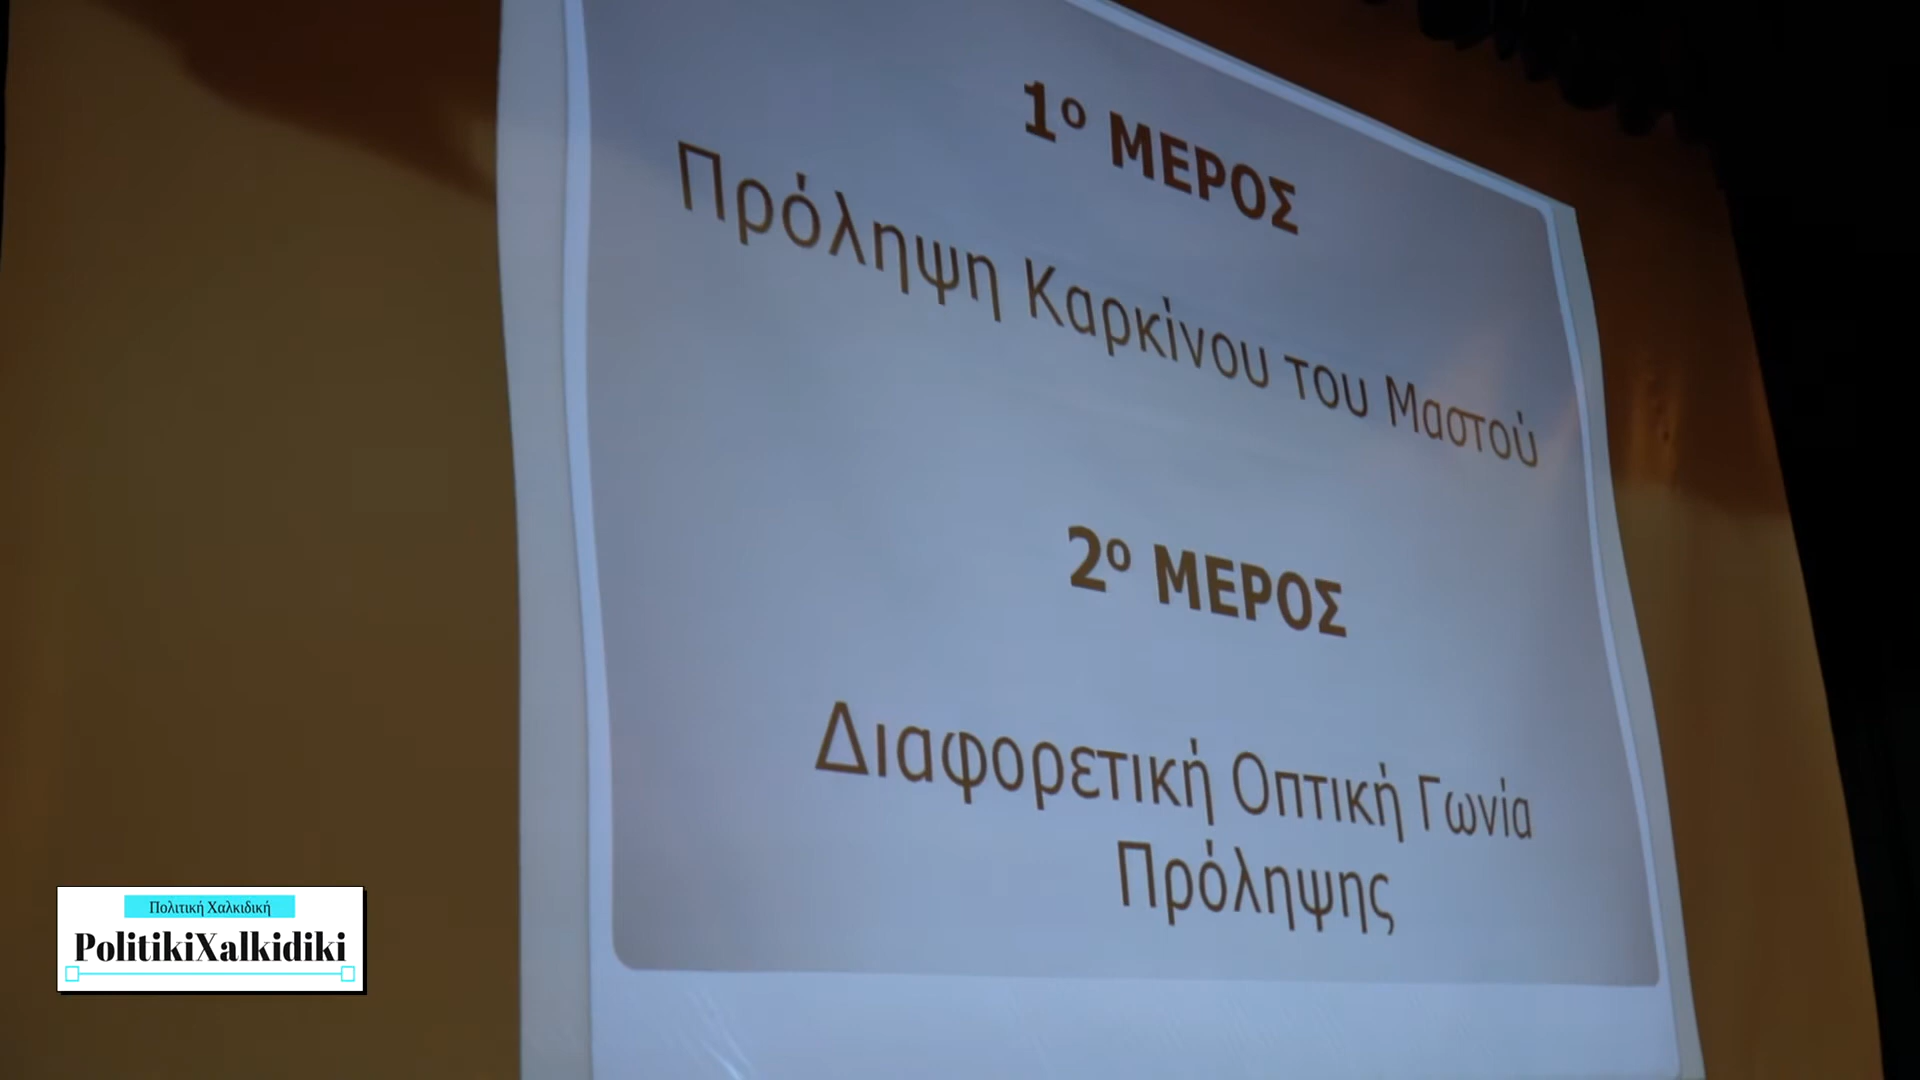 1ο ΜΕΡΟΣ
Πρόληψη Καρκίνου του Μαστού
2ο ΜΕΡΟΣ
Διαφορετική Οπτική Γωνία
Πρόληψης
Πολιτική Χαλκιδική
PolitikiXalkidiki